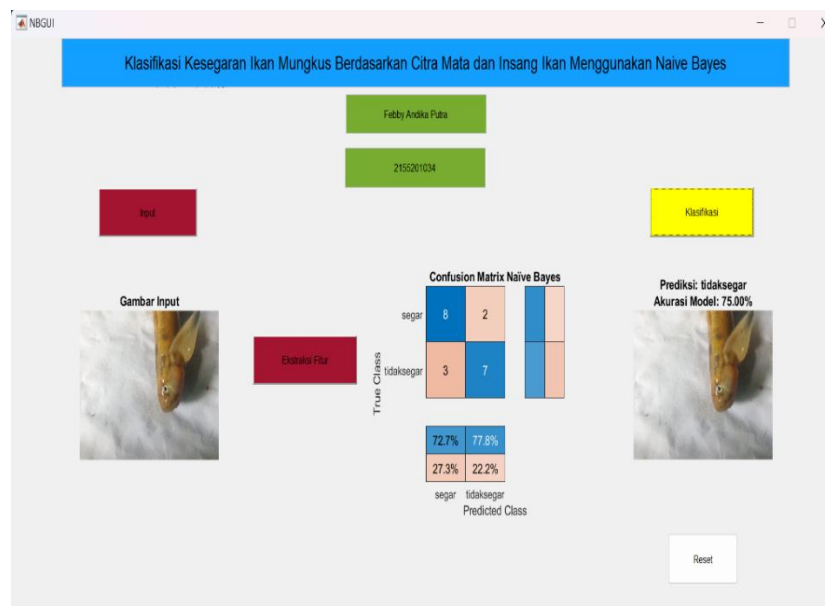 NBGUI
Klasifikasi Kesegaran Ikan Mungkus Berdasarkan Citra Mata dan Insang Ikan Menggunakan Naive Bayes
Febby Andika Putra
2155201034
Input
Klasifikasi
Gambar Input
Ekstraksi Fitur
Confusion Matrix Naïve Bayes
True Class
segar 8 2
tidaksegar 3 7
72.7% 77.8%
27.3% 22.2%
segar tidaksegar
Predicted Class
Prediksi: tidaksegar
Akurasi Model: 75.00%
Reset